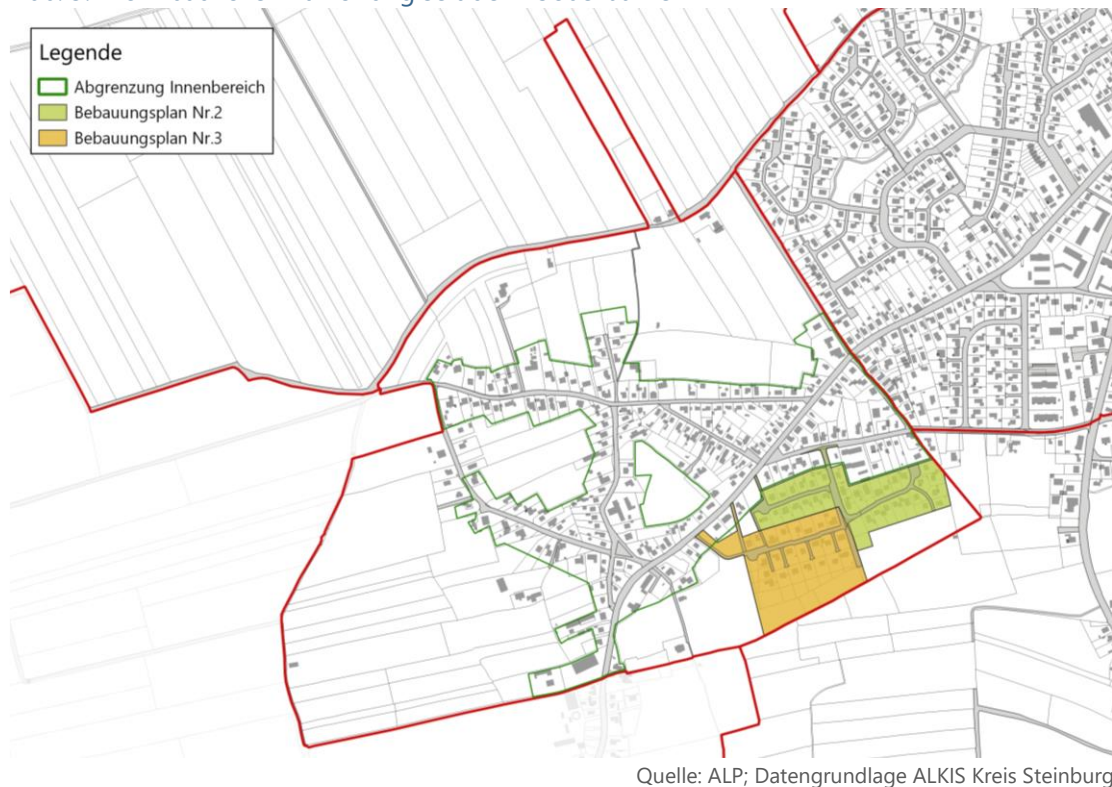 Legende
Abgrenzung Innenbereich
Bebauungsplan Nr.2
Bebauungsplan Nr.3
Quelle: ALP; Datengrundlage ALKIS Kreis Steinburg